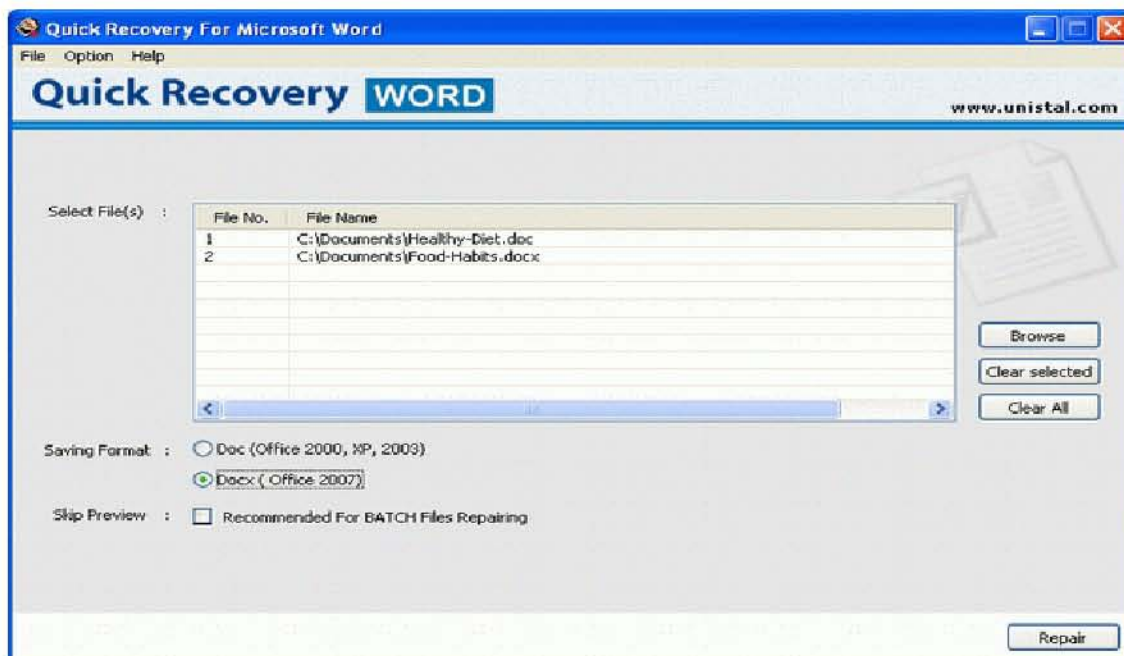 Quick Recovery For Microsoft Word
File Option Help
Quick Recovery WORD
www.unistal.com
Select File(s) :
File No. File Name
1 C:\Documents\Healthy-Diet.doc
2 C:\Documents\Food-Habits.docx
Browse
Clear selected
Clear All
Saving Format : Doc (Office 2000, XP, 2003)
Docx ( Office 2007)
Skip Preview : Recommended For BATCH Files Repairing
Repair